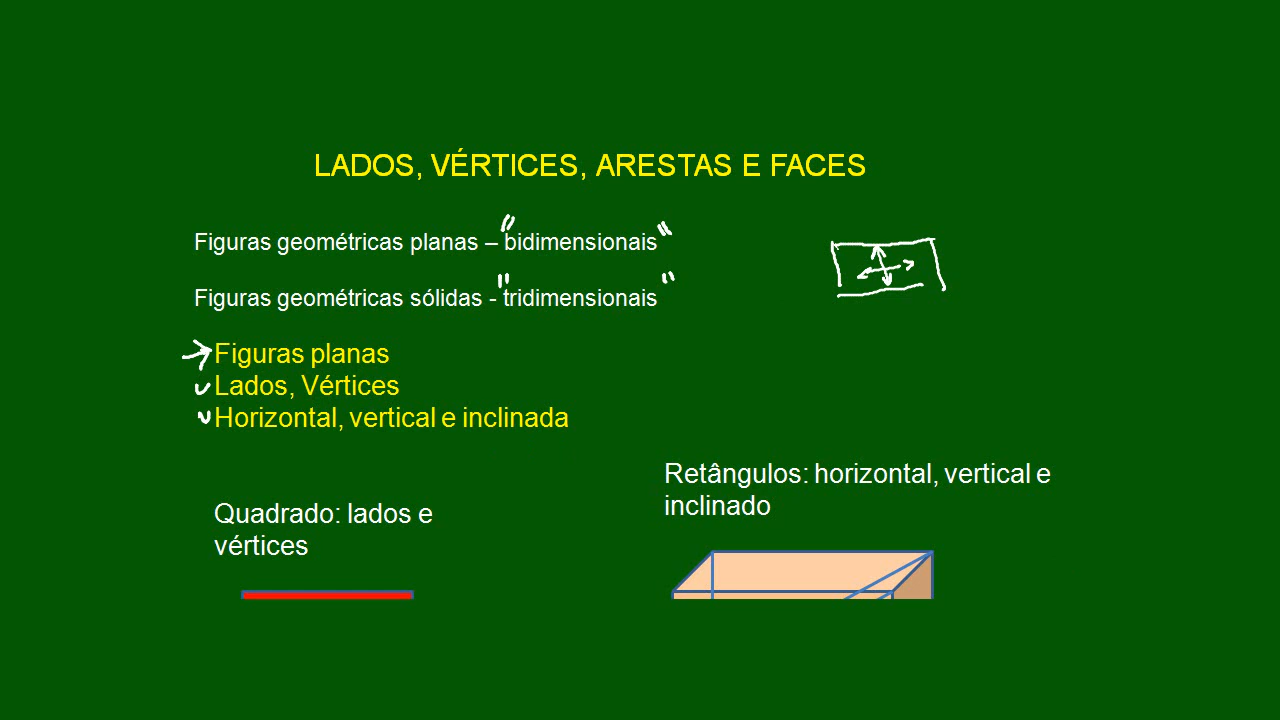 LADOS, VÉRTICES, ARESTAS E FACES
Figuras geométricas planas – "bidimensionais"
Figuras geométricas sólidas - "tridimensionais"
Figuras planas
Lados, Vértices
Horizontal, vertical e inclinada
Retângulos: horizontal, vertical e
inclinado
Quadrado: lados e
vértices